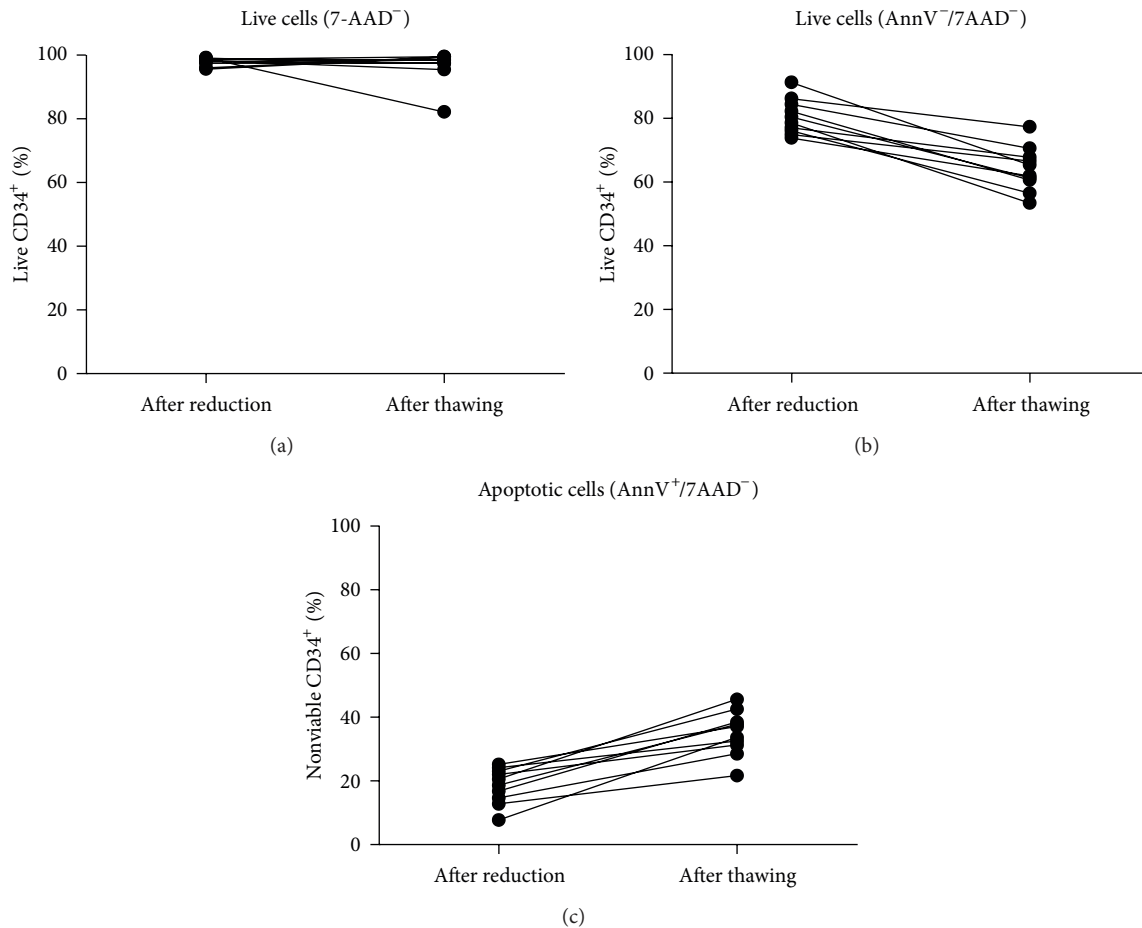 Live cells (7-AAD⁻)
100
80
60
40
20
0
Live CD34⁺ (%)
After reduction
After thawing
(a)
Live cells (AnnV⁻/7AAD⁻)
100
80
60
40
20
0
Live CD34⁺ (%)
After reduction
After thawing
(b)
Apoptotic cells (AnnV⁺/7AAD⁻)
100
80
60
40
20
0
Nonviable CD34⁺ (%)
After reduction
After thawing
(c)